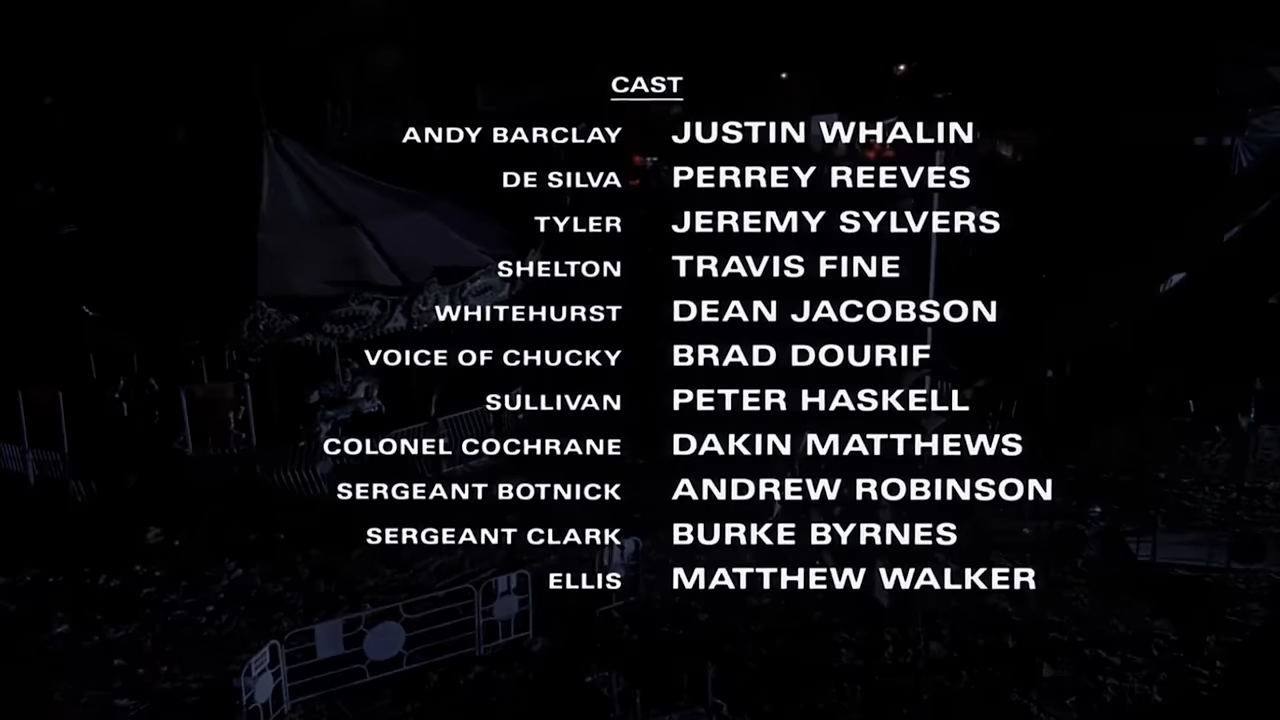 CAST
ANDY BARCLAY JUSTIN WHALIN
DE SILVA PERREY REEVES
TYLER JEREMY SYLVERS
SHELTON TRAVIS FINE
WHITEHURST DEAN JACOBSON
VOICE OF CHUCKY BRAD DOURIF
SULLIVAN PETER HASKELL
COLONEL COCHRANE DAKIN MATTHEWS
SERGEANT BOTNICK ANDREW ROBINSON
SERGEANT CLARK BURKE BYRNES
ELLIS MATTHEW WALKER